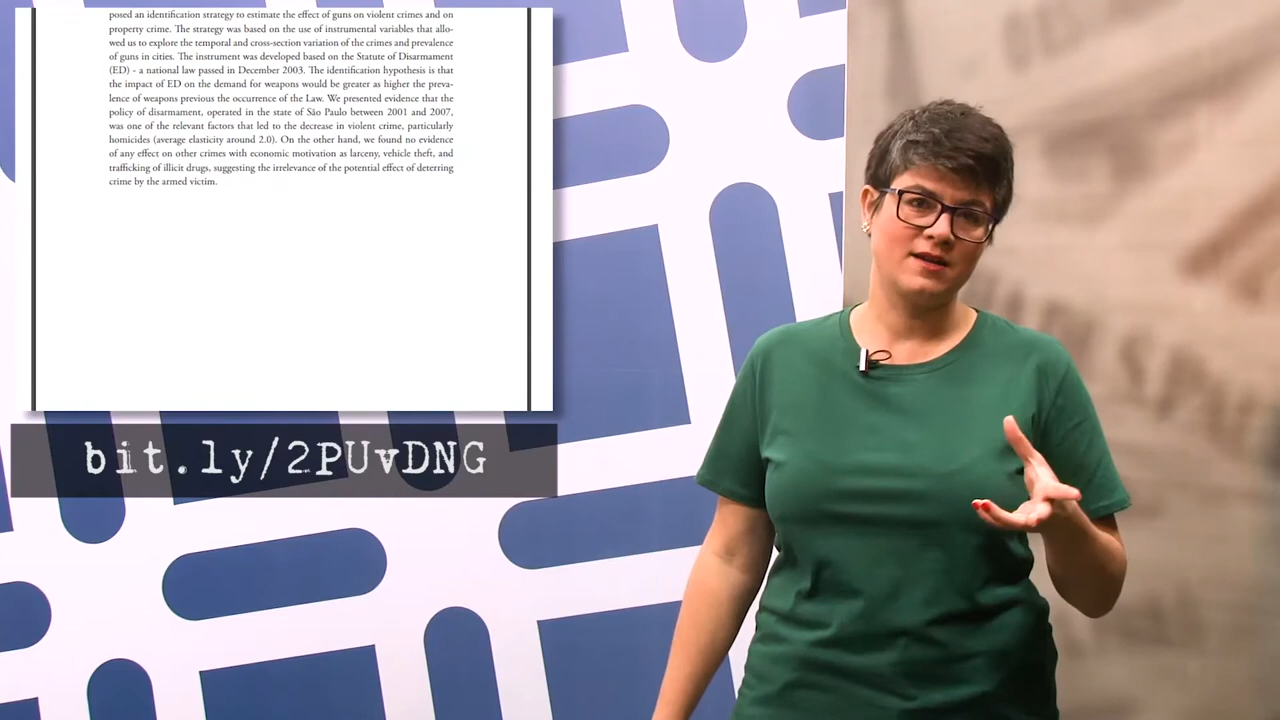 posed an identification strategy to estimate the effect of guns on violent crimes and on
property crime. The strategy was based on the use of instrumental variables that allo-
wed us to explore the temporal and cross-section variation of the crimes and prevalence
of guns in cities. The instrument was developed based on the Statute of Disarmament
(ED) - a national law passed in December 2003. The identification hypothesis is that
the impact of ED on the demand for weapons would be greater as higher the preva-
lence of weapons previous the occurrence of the Law. We presented evidence that the
policy of disarmament, operated in the state of São Paulo between 2001 and 2007,
was one of the relevant factors that led to the decrease in violent crime, particularly
homicides (average elasticity around 2.0). On the other hand, we found no evidence
of any effect on other crimes with economic motivation as larceny, vehicle theft, and
trafficking of illicit drugs, suggesting the irrelevance of the potential effect of deterring
crime by the armed victim.
bit.ly/2PUvDNG